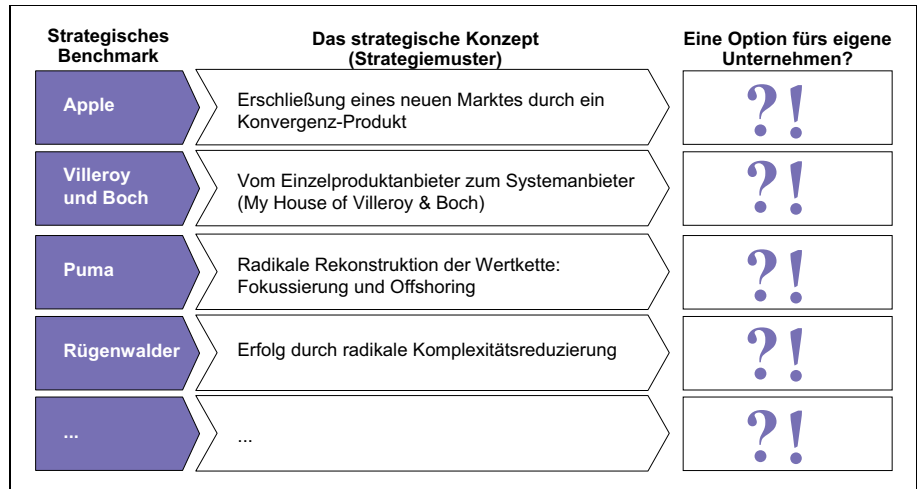 Strategisches
Benchmark
Das strategische Konzept
(Strategiemuster)
Eine Option fürs eigene
Unternehmen?
Apple
Erschließung eines neuen Marktes durch ein
Konvergenz-Produkt
?!
Villeroy
und Boch
Vom Einzelproduktanbieter zum Systemanbieter
(My House of Villeroy & Boch)
?!
Puma
Radikale Rekonstruktion der Wertkette:
Fokussierung und Offshoring
?!
Rügenwalder
Erfolg durch radikale Komplexitätsreduzierung
?!
...
...
?!